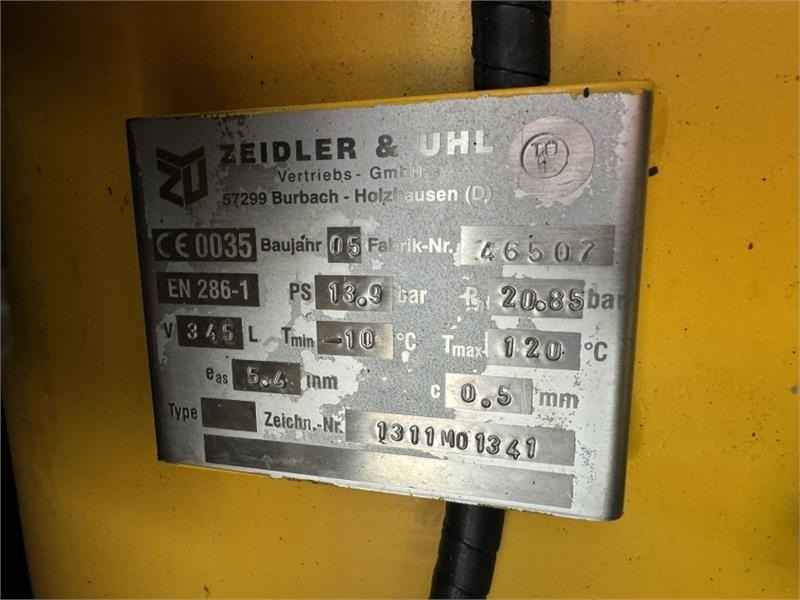 ZU ZEIDLER & UHL
Vertriebs- GmbH
57299 Burbach - Holzhausen (D)
CE 0035 Baujahr 05 Fabrik-Nr. 46507
EN 286-1 PS 13.9 bar 20.85 bar
V 345 L Tmin -10 °C Tmax 120 °C
eas 5.4 mm c 0.5 mm
Type Zeichn.-Nr. 1311M01341